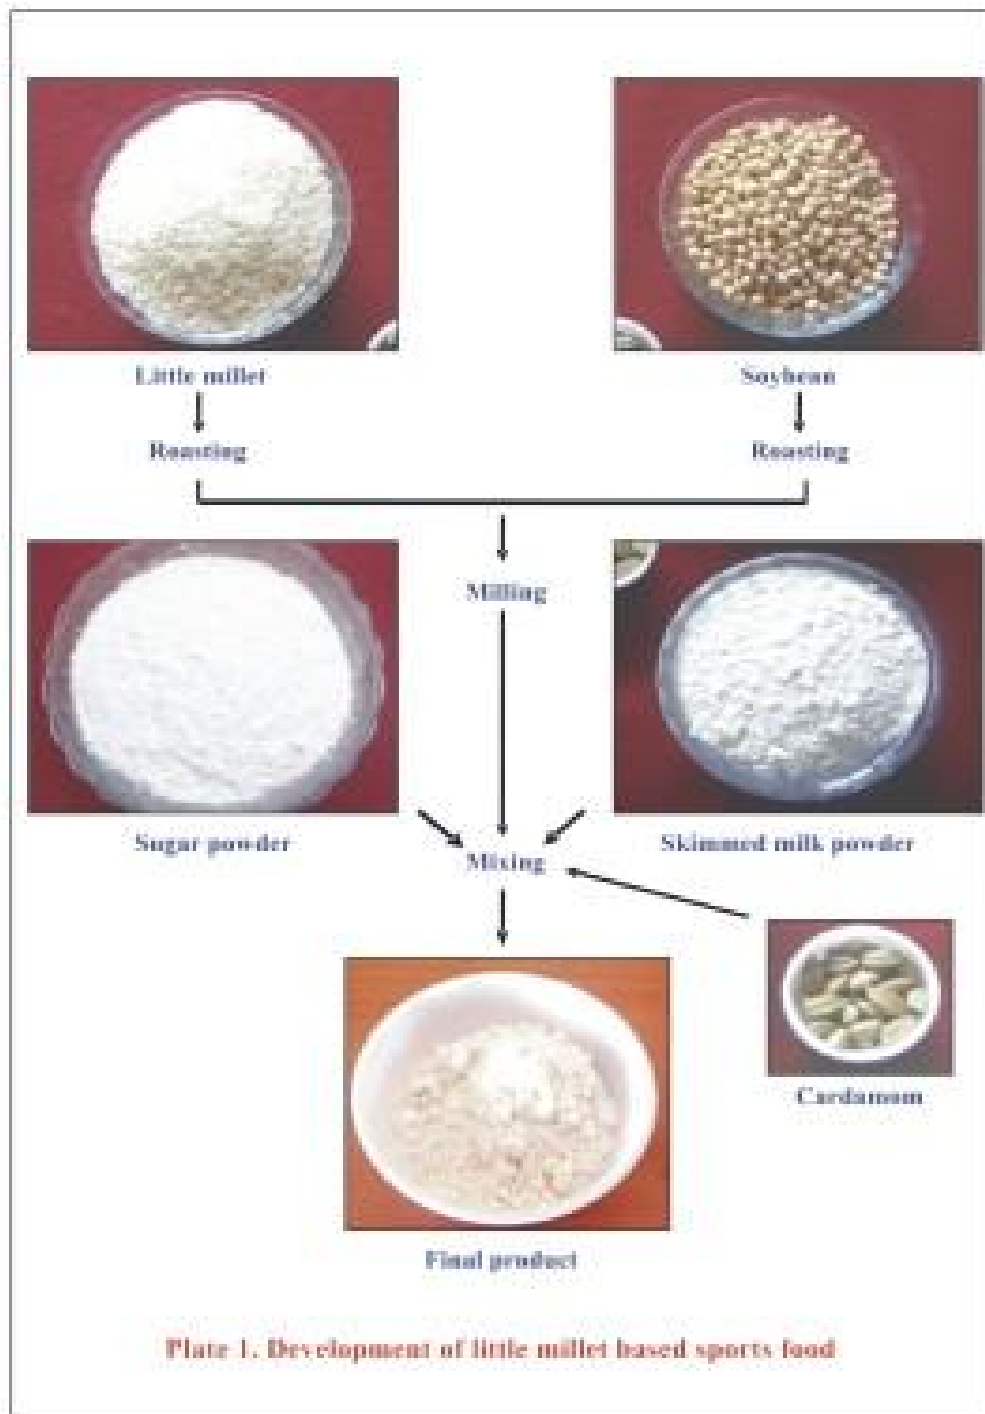 Little millet
Soybean
Roasting
Roasting
Milling
Sugar powder
Skimmed milk powder
Mixing
Cardamom
Final product
Plate 1. Development of little millet based sports food